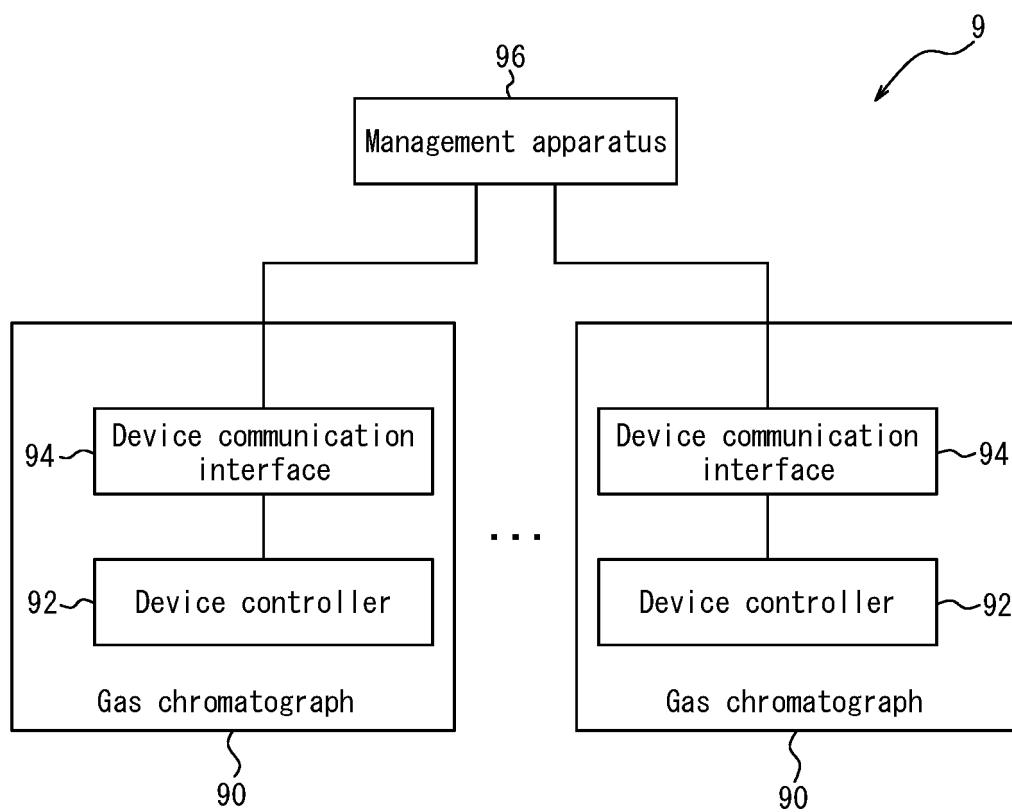 9
96
Management apparatus
Device communication
interface
94
Device communication
interface
94
...
92
Device controller
Device controller
92
Gas chromatograph
Gas chromatograph
90
90